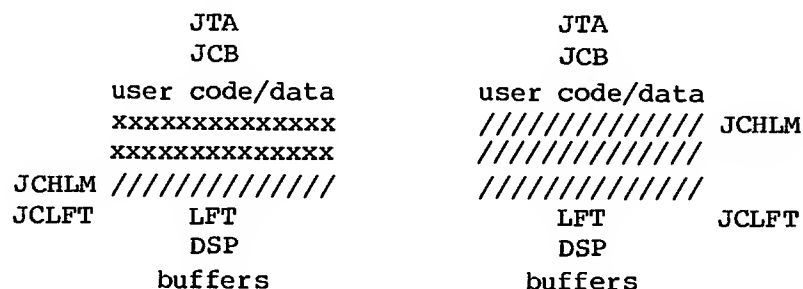 JTA JTA
JCB JCB
user code/data user code/data
xxxxxxxxxxxxxx ////////////// JCHLM
xxxxxxxxxxxxxx //////////////
JCHLM ////////////// //////////////
JCLFT LFT LFT JCLFT
DSP DSP
buffers buffers